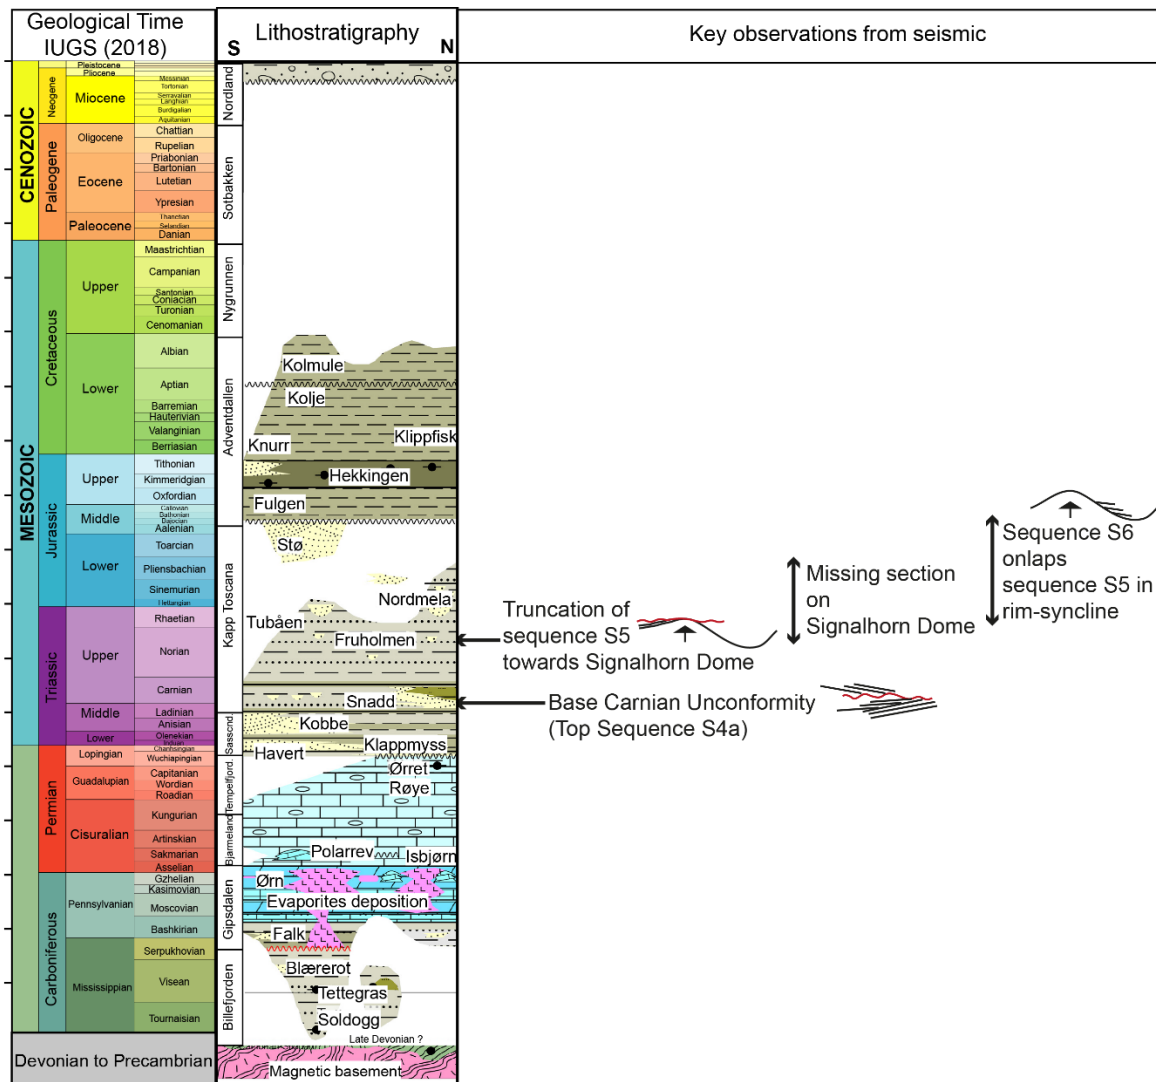 Geological Time
IUGS (2018)
Lithostratigraphy
S
N
Key observations from seismic
CENOZOIC
MESOZOIC
Neogene
Paleogene
Cretaceous
Jurassic
Triassic
Permian
Carboniferous
Pleistocene
Pliocene
Miocene
Oligocene
Eocene
Paleocene
Upper
Lower
Upper
Middle
Lower
Upper
Middle
Lower
Lopingian
Guadalupian
Cisuralian
Pennsylvanian
Mississippian
Messinian
Tortonian
Serravalian
Langhian
Burdigalian
Aquitanian
Chattian
Rupelian
Priabonian
Bartonian
Lutetian
Ypresian
Thanetian
Selandian
Danian
Maastrichtian
Campanian
Santonian
Coniacian
Turonian
Cenomanian
Albian
Aptian
Barremian
Hauterivian
Valanginian
Berriasian
Tithonian
Kimmeridgian
Oxfordian
Callovian
Bathonian
Bajocian
Aalenian
Toarcian
Pliensbachian
Sinemurian
Hettangian
Rhaetian
Norian
Carnian
Ladinian
Anisian
Olenekian
Induan
Wuchiapingian
Capitanian
Wordian
Roadian
Kungurian
Artinskian
Sakmarian
Asselian
Gzhelian
Kasimovian
Moscovian
Bashkirian
Serpukhovian
Visean
Tournaisian
Devonian to Precambrian
Nordland
Sotbakken
Nygrunnen
Adventdallen
Kapp Toscana
Sassend.
Tempelfjord.
Bjarmeland
Gipsdalen
Billefjorden
Kolmule
Kolje
Knurr
Klippfisk
Hekkingen
Fulgen
Stø
Nordmela
Tubåen
Fruholmen
Snadd
Kobbe
Klappmyss
Havert
Ørret
Røye
Polarrev
Isbjørn
Ørn
Evaporites deposition
Falk
Blærerot
Tettegras
Soldogg
Late Devonian ?
Magnetic basement
Truncation of
sequence S5
towards Signalhorn Dome
Missing section
on
Signalhorn Dome
Sequence S6
onlaps
sequence S5 in
rim-syncline
Base Carnian Unconformity
(Top Sequence S4a)